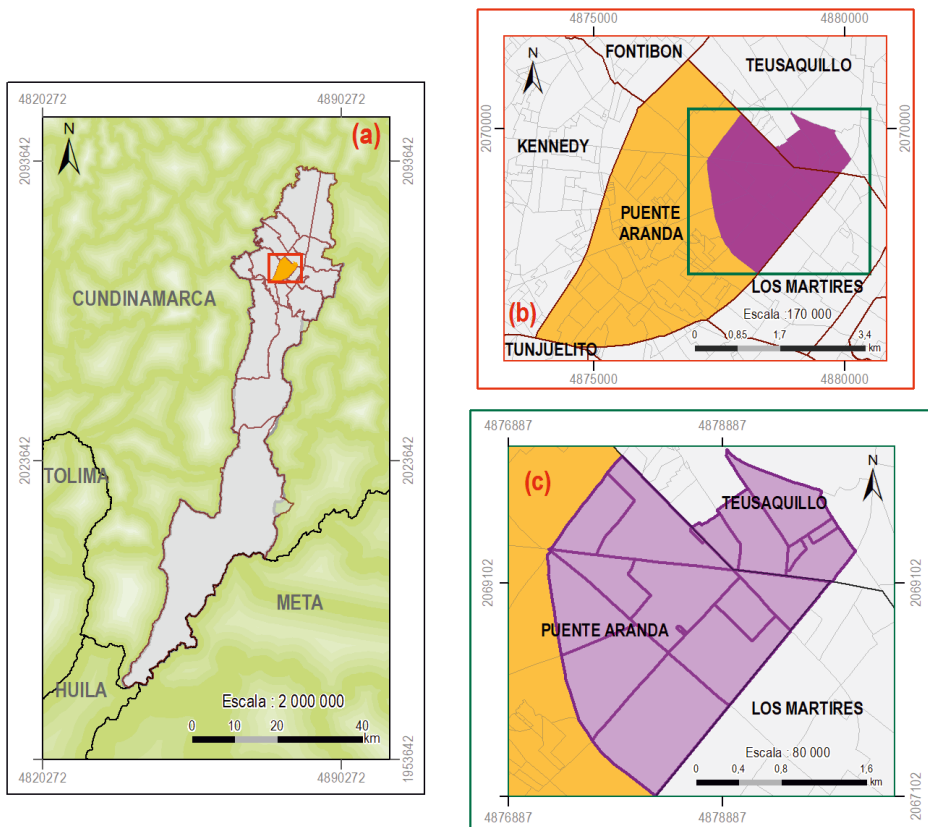 4820272
4890272
N
(a)
2093642
2093642
CUNDINAMARCA
2023642
2023642
TOLIMA
META
HUILA
Escala : 2 000 000
0 10 20 40
km
1953642
4820272
4890272
4875000
4880000
N
FONTIBON
TEUSAQUILLO
2070000
2070000
KENNEDY
PUENTE
ARANDA
LOS MARTIRES
(b)
Escala :170 000
0 0,85 1,7 3,4
km
TUNJUELITO
4875000
4880000
4876887
4878887
(c)
N
TEUSAQUILLO
2069102
2069102
PUENTE ARANDA
LOS MARTIRES
Escala : 80 000
0 0,4 0,8 1,6
km
2067102
4876887
4878887